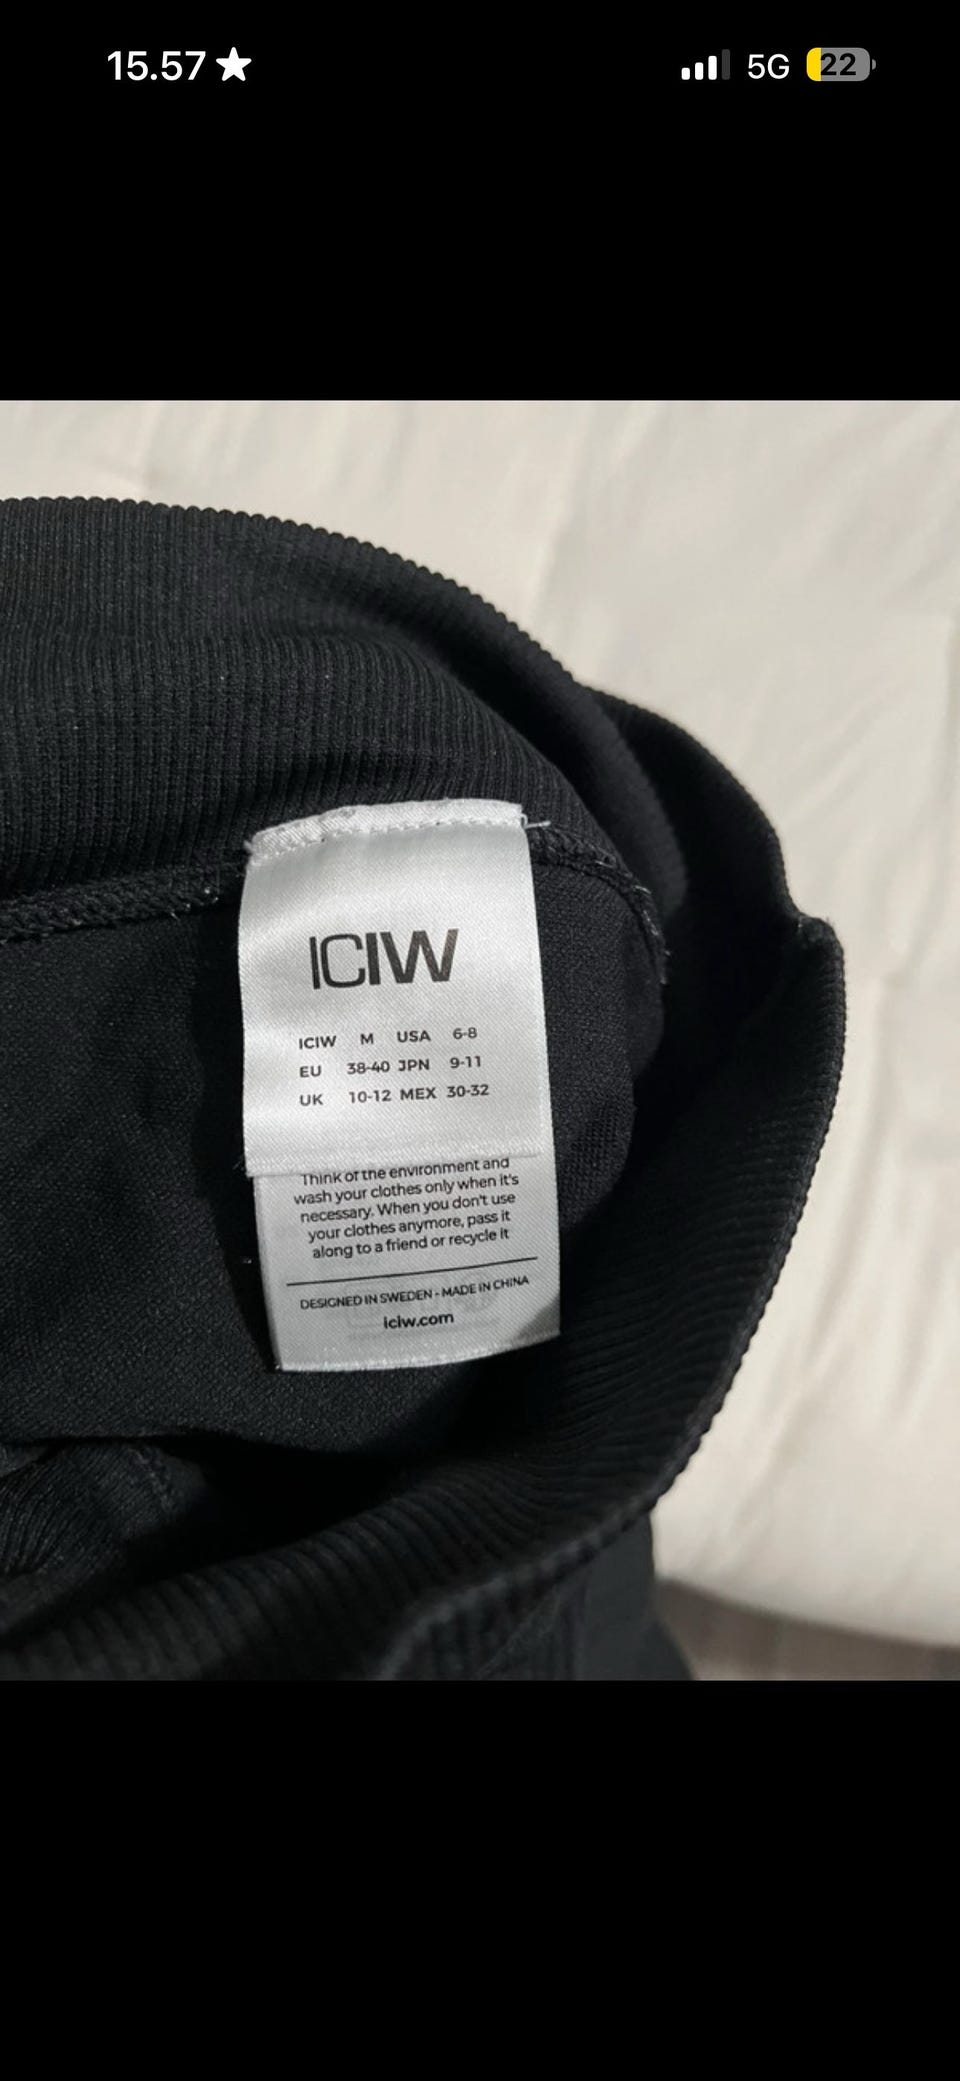 15.57 ★ 5G 22
ICIW
ICIW M USA 6-8
EU 38-40 JPN 9-11
UK 10-12 MEX 30-32
Think of the environment and
wash your clothes only when it's
necessary. When you don't use
your clothes anymore, pass it
along to a friend or recycle it
DESIGNED IN SWEDEN - MADE IN CHINA
iciw.com